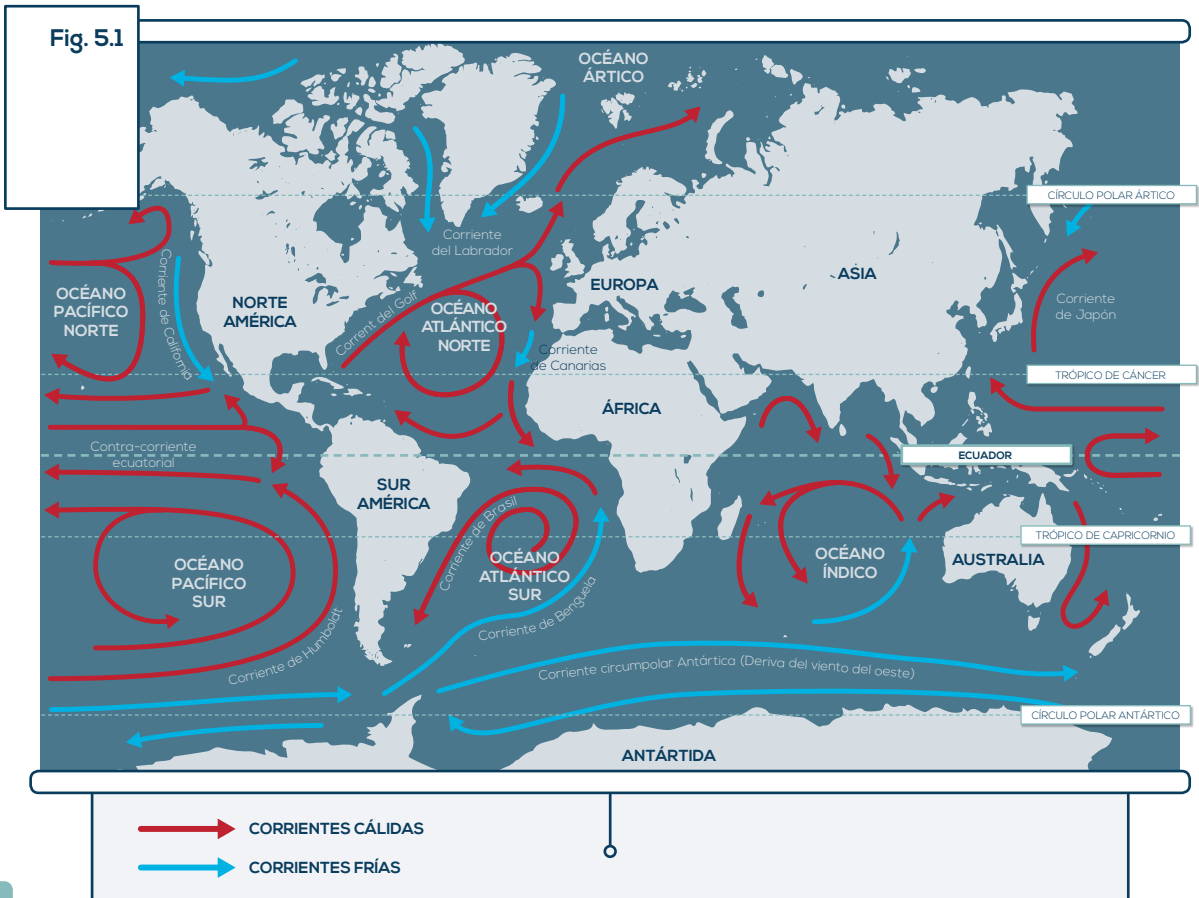 Fig. 5.1
OCÉANO
ÁRTICO
CÍRCULO POLAR ÁRTICO
Corriente
del Labrador
ASIA
EUROPA
NORTE
AMÉRICA
OCÉANO
PACÍFICO
NORTE
Corriente de California
Corrent del Golf
OCÉANO
ATLÁNTICO
NORTE
Corriente
de Japón
Corriente
de Canarias
TRÓPICO DE CÁNCER
ÁFRICA
Contra-corriente
ecuatorial
ECUADOR
SUR
AMÉRICA
Corriente de Brasil
TRÓPICO DE CAPRICORNIO
OCÉANO
PACÍFICO
SUR
OCÉANO
ATLÁNTICO
SUR
OCÉANO
ÍNDICO
AUSTRALIA
Corriente de Humboldt
Corriente de Benguela
Corriente circumpolar Antártica (Deriva del viento del oeste)
CÍRCULO POLAR ANTÁRTICO
ANTÁRTIDA
CORRIENTES CÁLIDAS
CORRIENTES FRÍAS